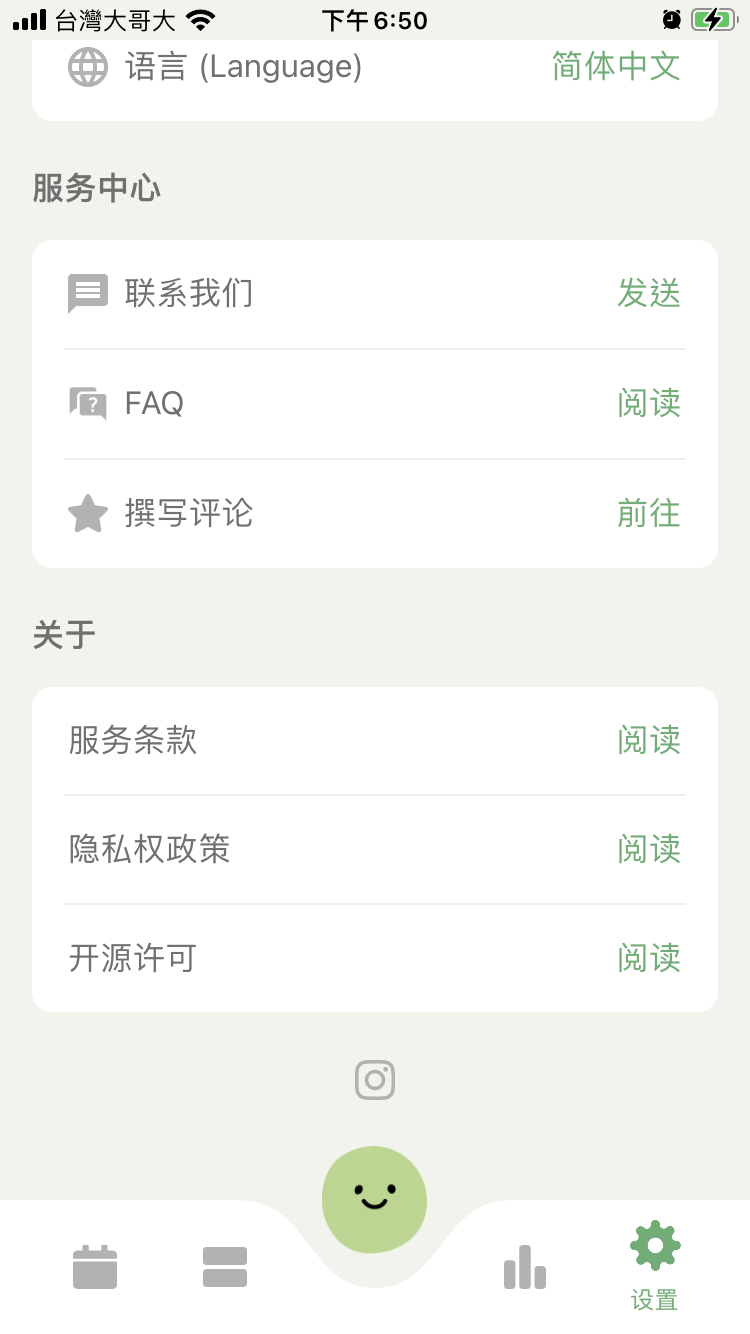 台灣大哥大 下午6:50
语言 (Language) 简体中文
服务中心
联系我们 发送
FAQ 阅读
撰写评论 前往
关于
服务条款 阅读
隐私权政策 阅读
开源许可 阅读
设置